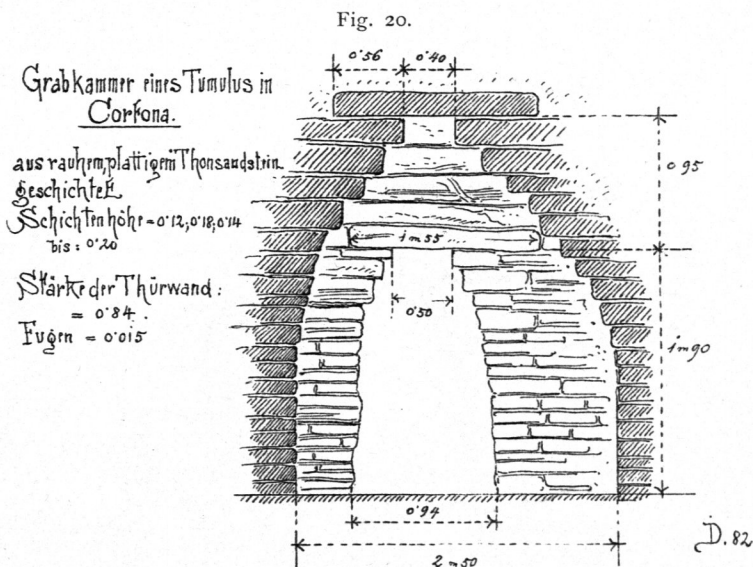 Fig. 20.
Grabkammer eines Tumulus in
Cortona.
aus rauhem, plattigem Thonsandstein
geschichtet
Schichtenhöhe = 0·12, 0·18, 0·14
bis : 0·20
Stärke der Thürwand :
= 0·84 .
Fugen = 0·015
0·56
0·40
0·95
1 m 55
0·50
1 m 90
0·94
2 m 50
D. 82